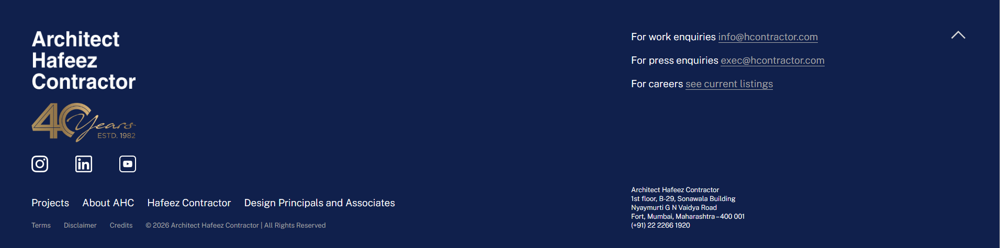 Architect
Hafeez
Contractor
40 Years
ESTD. 1982
For work enquiries info@hcontractor.com
For press enquiries exec@hcontractor.com
For careers see current listings
Projects About AHC Hafeez Contractor Design Principals and Associates
Terms Disclaimer Credits © 2026 Architect Hafeez Contractor | All Rights Reserved
Architect Hafeez Contractor
1st floor, B-29, Sonawala Building
Nyaymurti G N Vaidya Road
Fort, Mumbai, Maharashtra – 400 001
(+91) 22 2266 1920